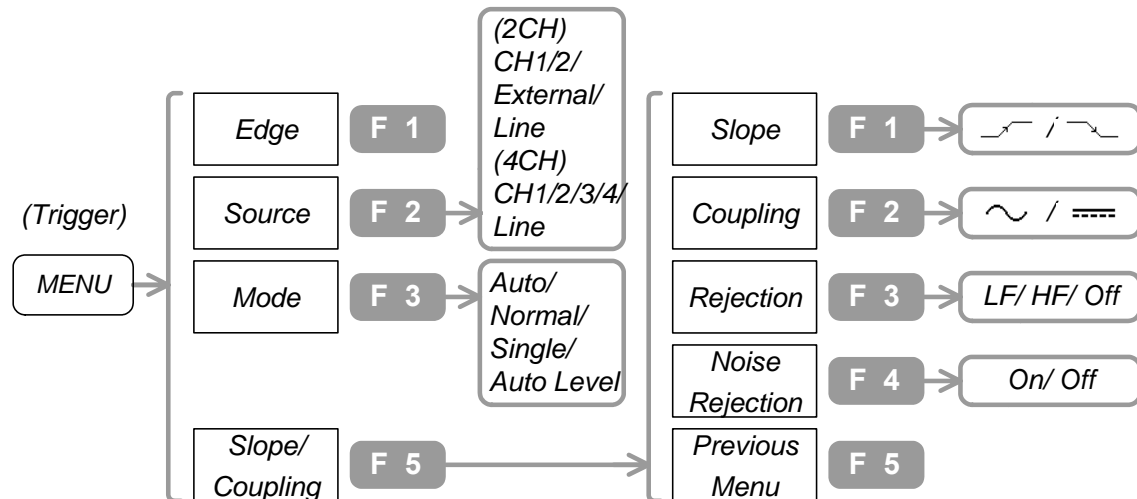 (Trigger)
MENU
Edge
F 1
Source
F 2
(2CH)
CH1/2/
External/
Line
(4CH)
CH1/2/3/4/
Line
Mode
F 3
Auto/
Normal/
Single/
Auto Level
Slope/
Coupling
F 5
Slope
F 1
/
Coupling
F 2
/
Rejection
F 3
LF/ HF/ Off
Noise
Rejection
F 4
On/ Off
Previous
Menu
F 5